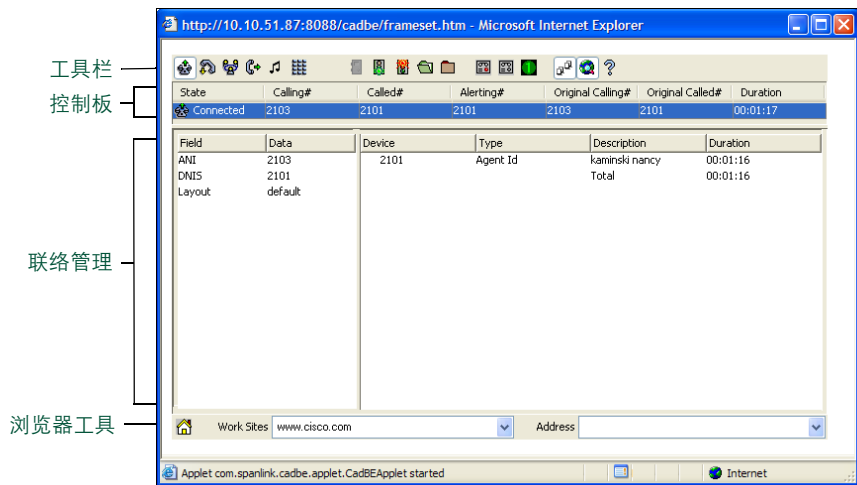 http://10.10.51.87:8088/cadbe/frameset.htm - Microsoft Internet Explorer
工具栏
控制板
State Calling# Called# Alerting# Original Calling# Original Called# Duration
Connected 2103 2101 2101 2103 2101 00:01:17
Field Data Device Type Description Duration
ANI 2103 2101 Agent Id kaminski nancy 00:01:16
DNIS 2101 Total 00:01:16
Layout default
联络管理
浏览器工具
Work Sites www.cisco.com Address
Applet com.spanlink.cadbe.applet.CadBEApplet started Internet